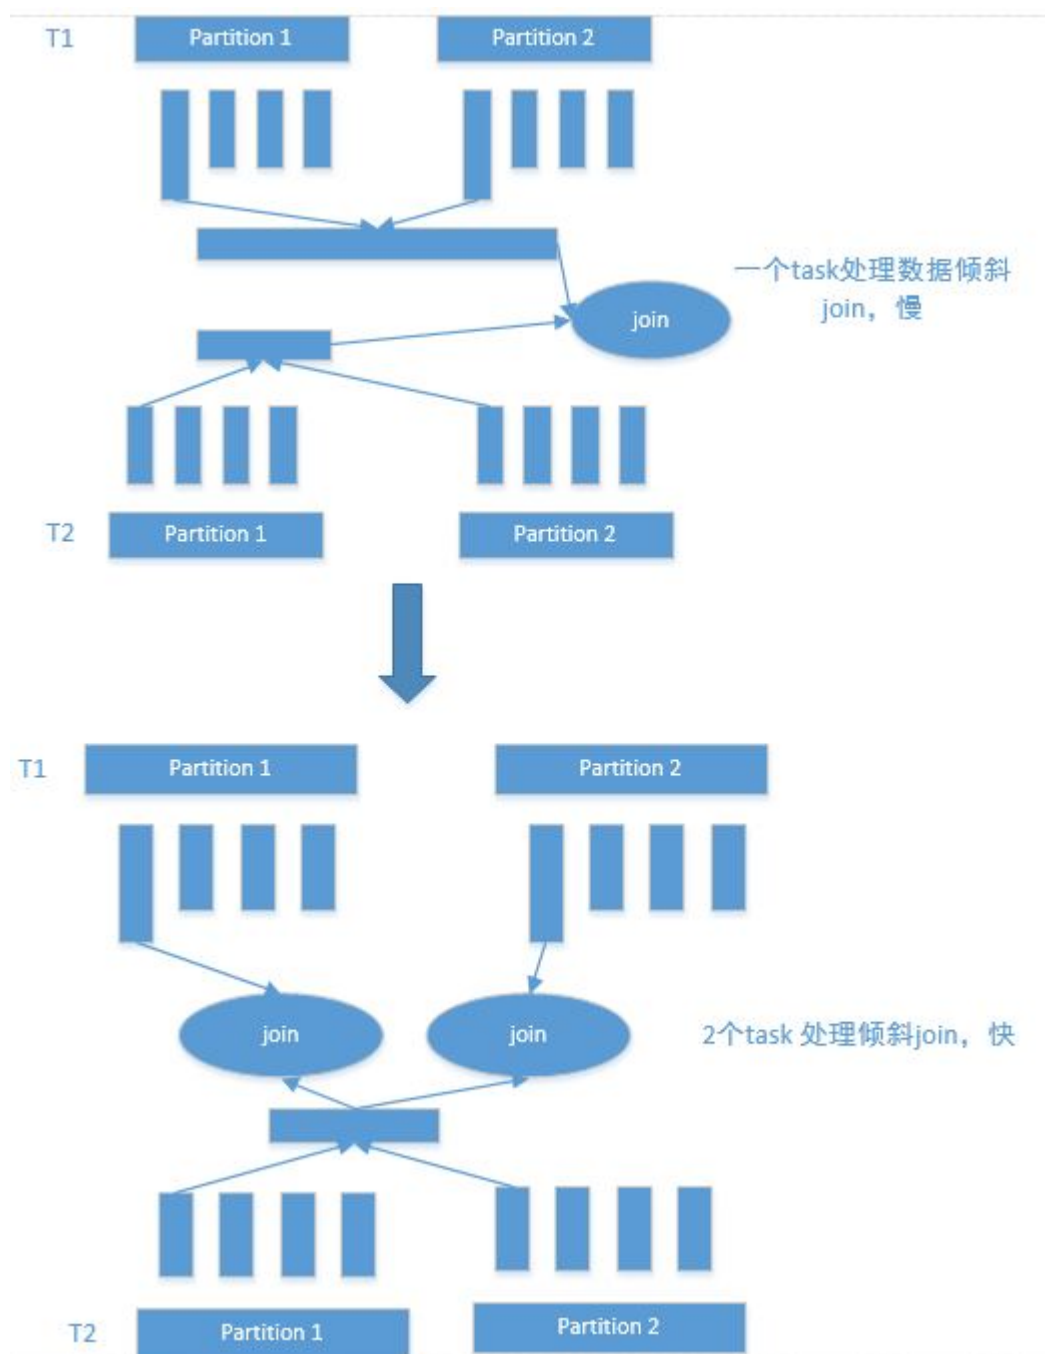 T1
Partition 1
Partition 2
一个task处理数据倾斜
join，慢
join
T2
Partition 1
Partition 2
T1
Partition 1
Partition 2
join
join
2个task 处理倾斜join，快
T2
Partition 1
Partition 2